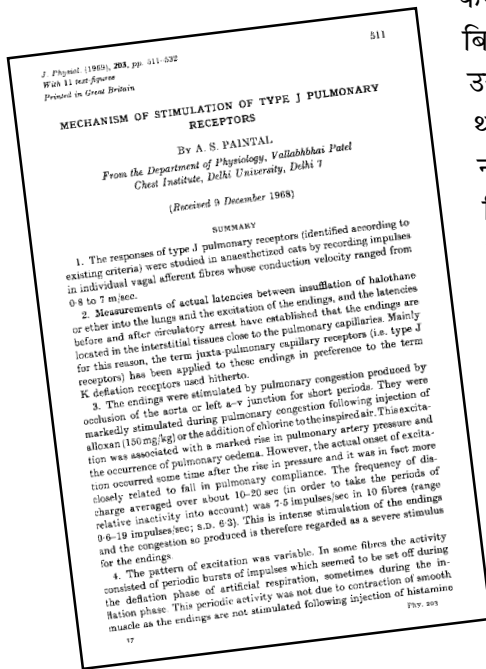 511
J. Physiol. (1969), 203, pp. 511-532
With 11 text-figures
Printed in Great Britain
MECHANISM OF STIMULATION OF TYPE J PULMONARY
RECEPTORS
BY A. S. PAINTAL
From the Department of Physiology, Vallabhbhai Patel
Chest Institute, Delhi University, Delhi 7
(Received 9 December 1968)
SUMMARY
1. The responses of type J pulmonary receptors (identified according to
existing criteria) were studied in anaesthetized cats by recording impulses
in individual vagal afferent fibres whose conduction velocity ranged from
0·8 to 7 m/sec.
2. Measurements of actual latencies between insufflation of halothane
or ether into the lungs and the excitation of the endings, and the latencies
before and after circulatory arrest have established that the endings are
located in the interstitial tissues close to the pulmonary capillaries. Mainly
for this reason, the term juxta-pulmonary capillary receptors (i.e. type J
receptors) has been applied to these endings in preference to the term
K deflation receptors used hitherto.
3. The endings were stimulated by pulmonary congestion produced by
occlusion of the aorta or left a–v junction for short periods. They were
markedly stimulated during pulmonary congestion following injection of
alloxan (150 mg/kg) or the addition of chlorine to the inspired air. This excita-
tion was associated with a marked rise in pulmonary artery pressure and
the occurrence of pulmonary oedema. However, the actual onset of excita-
tion occurred some time after the rise in pressure and it was in fact more
closely related to fall in pulmonary compliance. The frequency of dis-
charge averaged over about 10–20 sec (in order to take the periods of
relative inactivity into account) was 7·5 impulses/sec in 10 fibres (range
0·6–19 impulses/sec; S.D. 6·3). This is intense stimulation of the endings
and the congestion so produced is therefore regarded as a severe stimulus
for the endings.
4. The pattern of excitation was variable. In some fibres the activity
consisted of periodic bursts of impulses which seemed to be set off during
the deflation phase of artificial respiration, sometimes during the in-
flation phase. This periodic activity was not due to contraction of smooth
muscle as the endings are not stimulated following injection of histamine
17
Phy. 203